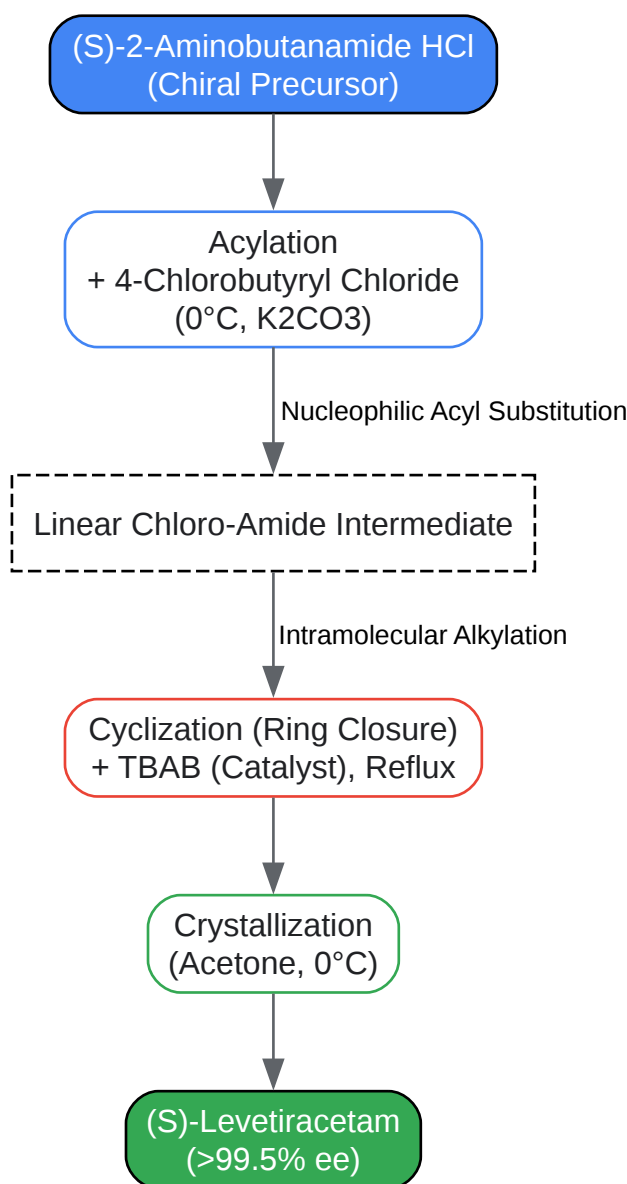 (S)-2-Aminobutanamide HCl
(Chiral Precursor)
Acylation
+ 4-Chlorobutyryl Chloride
(0°C, K2CO3)
Nucleophilic Acyl Substitution
Linear Chloro-Amide Intermediate
Intramolecular Alkylation
Cyclization (Ring Closure)
+ TBAB (Catalyst), Reflux
Crystallization
(Acetone, 0°C)
(S)-Levetiracetam
(>99.5% ee)